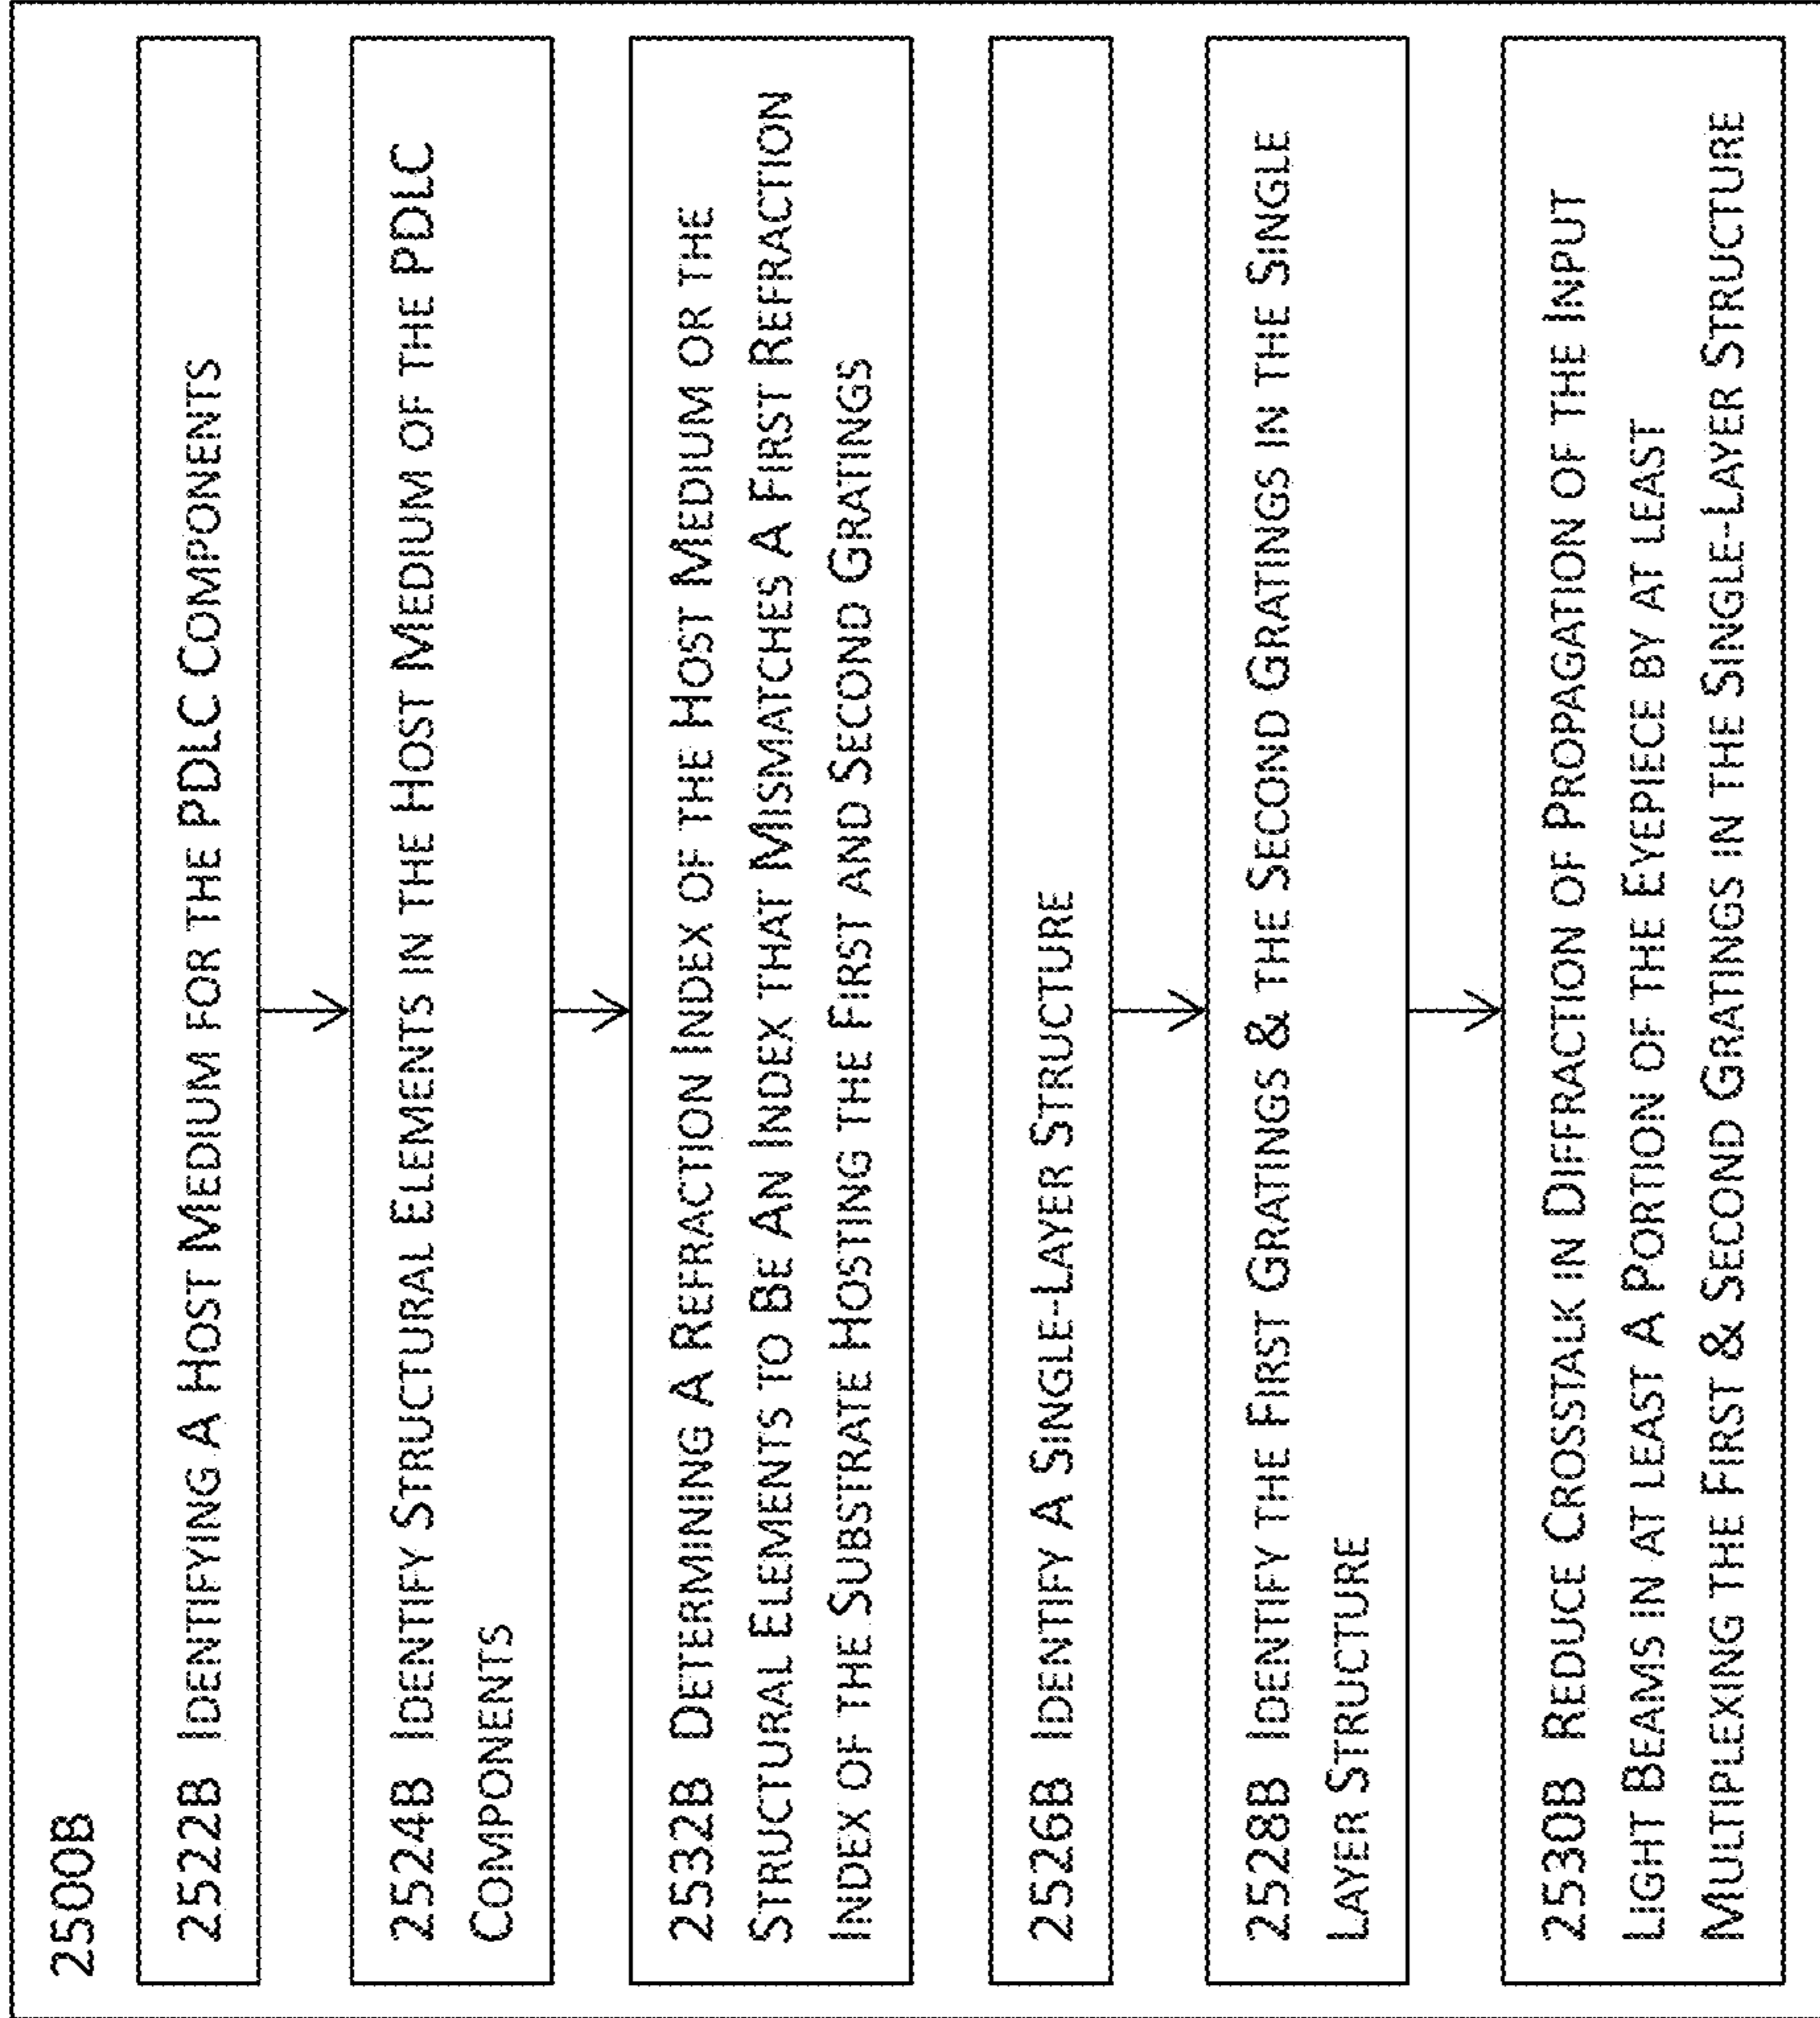 2500B
2522B IDENTIFYING A HOST MEDIUM FOR THE PDLC COMPONENTS
2524B IDENTIFY STRUCTURAL ELEMENTS IN THE HOST MEDIUM OF THE PDLC
COMPONENTS
2532B DETERMINING A REFRACTION INDEX OF THE HOST MEDIUM OR THE
STRUCTURAL ELEMENTS TO BE AN INDEX THAT MISMATCHES A FIRST REFRACTION
INDEX OF THE SUBSTRATE HOSTING THE FIRST AND SECOND GRATINGS
2526B IDENTIFY A SINGLE-LAYER STRUCTURE
2528B IDENTIFY THE FIRST GRATINGS & THE SECOND GRATINGS IN THE SINGLE
LAYER STRUCTURE
2530B REDUCE CROSSTALK IN DIFFRACTION OF PROPAGATION OF THE INPUT
LIGHT BEAMS IN AT LEAST A PORTION OF THE EYEPIECE BY AT LEAST
MULTIPLEXING THE FIRST & SECOND GRATINGS IN THE SINGLE-LAYER STRUCTURE